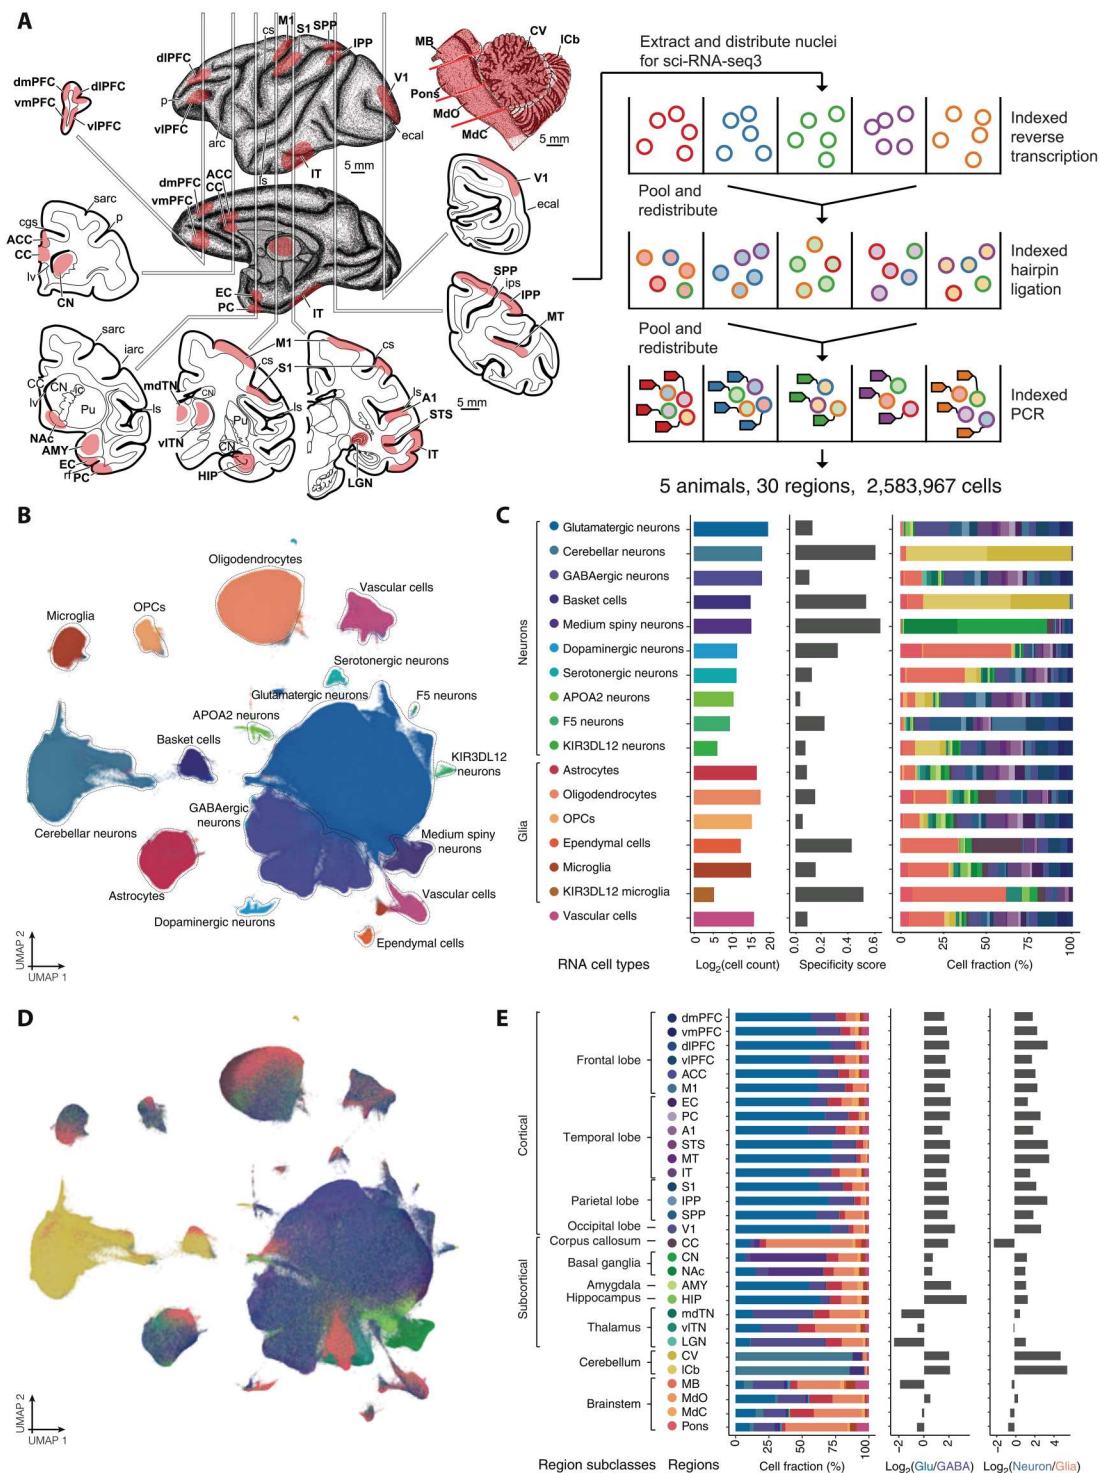 A
M1
cs
S1
SPP
lPP
dlPFC
p
vlPFC
arc
ls
IT
5 mm
V1
ecal
MB
CV
lCb
Pons
MdO
MdC
5 mm
dmPFC
dlPFC
vmPFC
vlPFC
dmPFC
vmPFC
ACC
CC
EC
PC
IT
V1
ecal
sarc
p
cgs
ACC
CC
lv
CN
SPP
ips
lPP
MT
5 mm
sarc
iarc
CC
CN
ic
lv
Pu
ls
NAc
AMY
EC
rf
PC
mdTN
CN
vlTN
Pu
CN
HIP
cs
ls
M1
S1
cs
ls
A1
STS
IT
LGN
Extract and distribute nuclei
for sci-RNA-seq3
Indexed
reverse
transcription
Pool and
redistribute
Indexed
hairpin
ligation
Pool and
redistribute
Indexed
PCR
5 animals, 30 regions, 2,583,967 cells
B
Oligodendrocytes
Vascular cells
Microglia
OPCs
Serotonergic neurons
Glutamatergic neurons
F5 neurons
APOA2 neurons
Basket cells
KIR3DL12
neurons
GABAergic
neurons
Cerebellar neurons
Medium spiny
neurons
Astrocytes
Vascular cells
Dopaminergic neurons
Ependymal cells
UMAP 2
UMAP 1
C
Neurons
Glutamatergic neurons
Cerebellar neurons
GABAergic neurons
Basket cells
Medium spiny neurons
Dopaminergic neurons
Serotonergic neurons
APOA2 neurons
F5 neurons
KIR3DL12 neurons
Glia
Astrocytes
Oligodendrocytes
OPCs
Ependymal cells
Microglia
KIR3DL12 microglia
Vascular cells
0 5 10 15 20
0.0 0.2 0.4 0.6
0 25 50 75 100
RNA cell types
Log2(cell count)
Specificity score
Cell fraction (%)
D
UMAP 2
UMAP 1
E
Cortical
Frontal lobe
dmPFC
vmPFC
dlPFC
vlPFC
ACC
M1
Temporal lobe
EC
PC
A1
STS
MT
IT
Parietal lobe
S1
lPP
SPP
Occipital lobe
V1
Subcortical
Corpus callosum
CC
Basal ganglia
CN
NAc
Amygdala
AMY
Hippocampus
HIP
Thalamus
mdTN
vlTN
LGN
Cerebellum
CV
lCb
Brainstem
MB
MdO
MdC
Pons
0 25 50 75 100
-2 0 2
-2 0 2 4
Region subclasses
Regions
Cell fraction (%)
Log2(Glu/GABA)
Log2(Neuron/Glia)